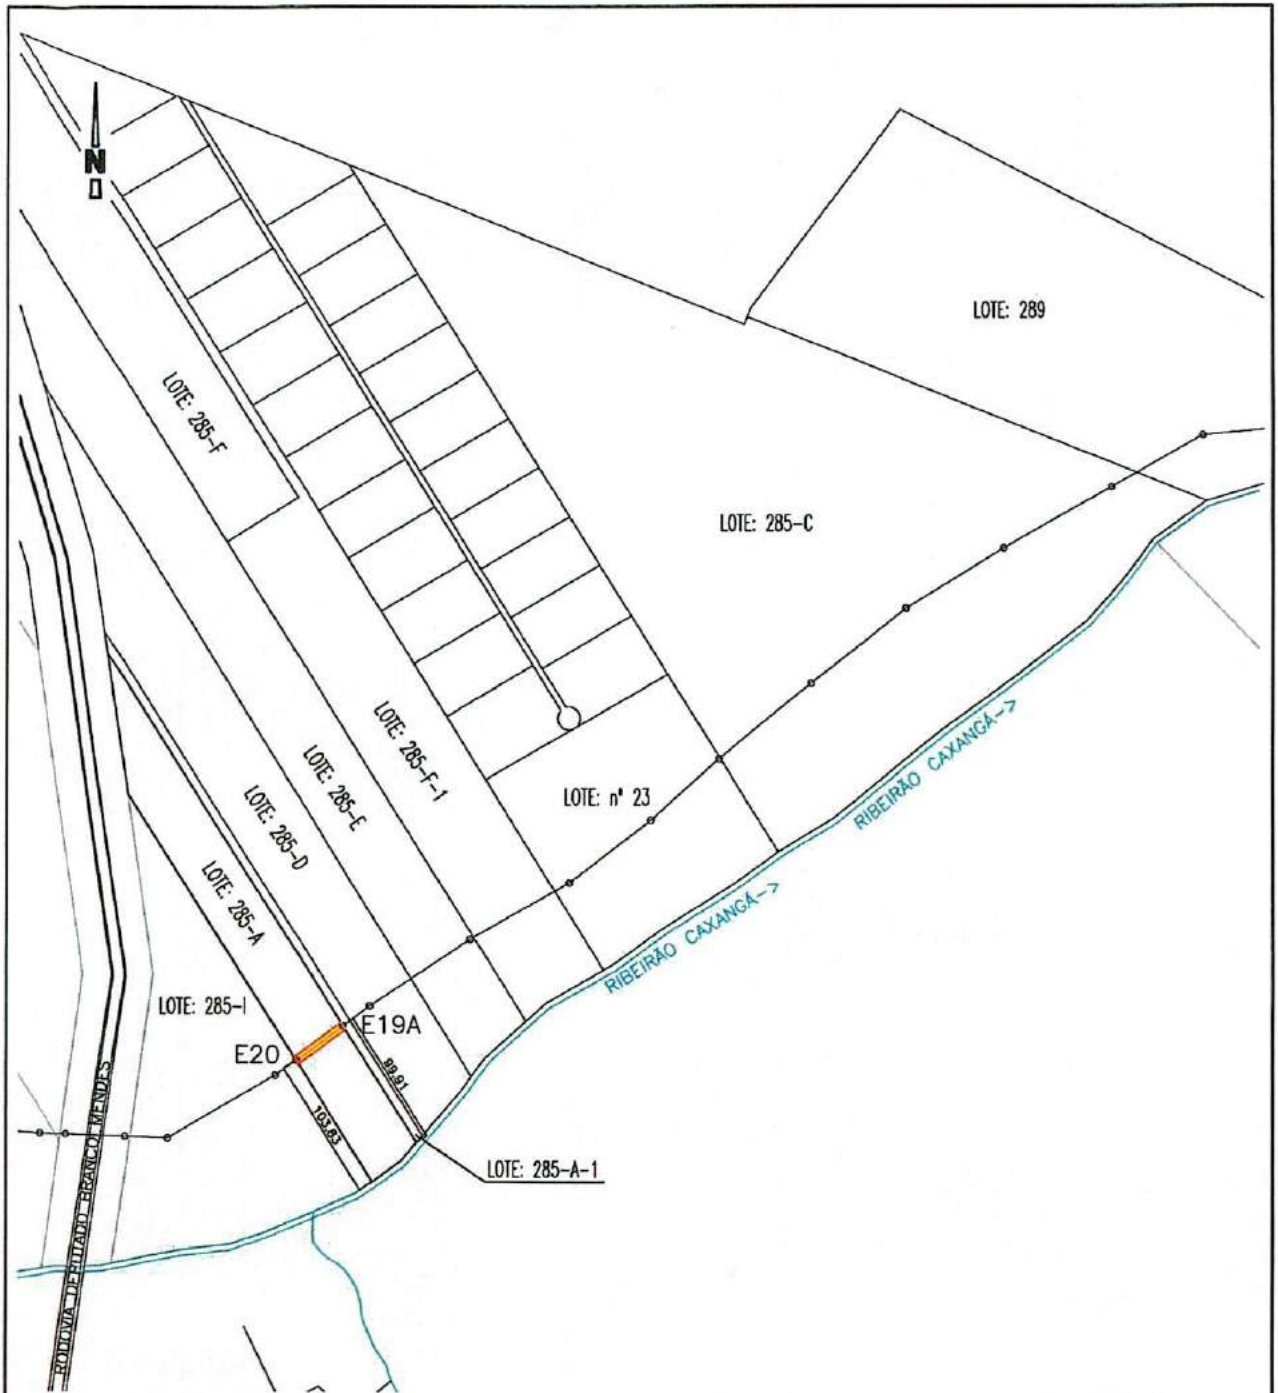 N
LOTE: 289
LOTE: 285-F
LOTE: 285-C
LOTE: 285-F-1
LOTE: 285-E
LOTE: nº 23
LOTE: 285-D
LOTE: 285-A
RIBEIRÃO CAXANGÁ->
RIBEIRÃO CAXANGÁ->
LOTE: 285-I
E19A
E20
99.91
103.83
LOTE: 285-A-1
RODOVIA DEPUTADO BRANCO MENDES